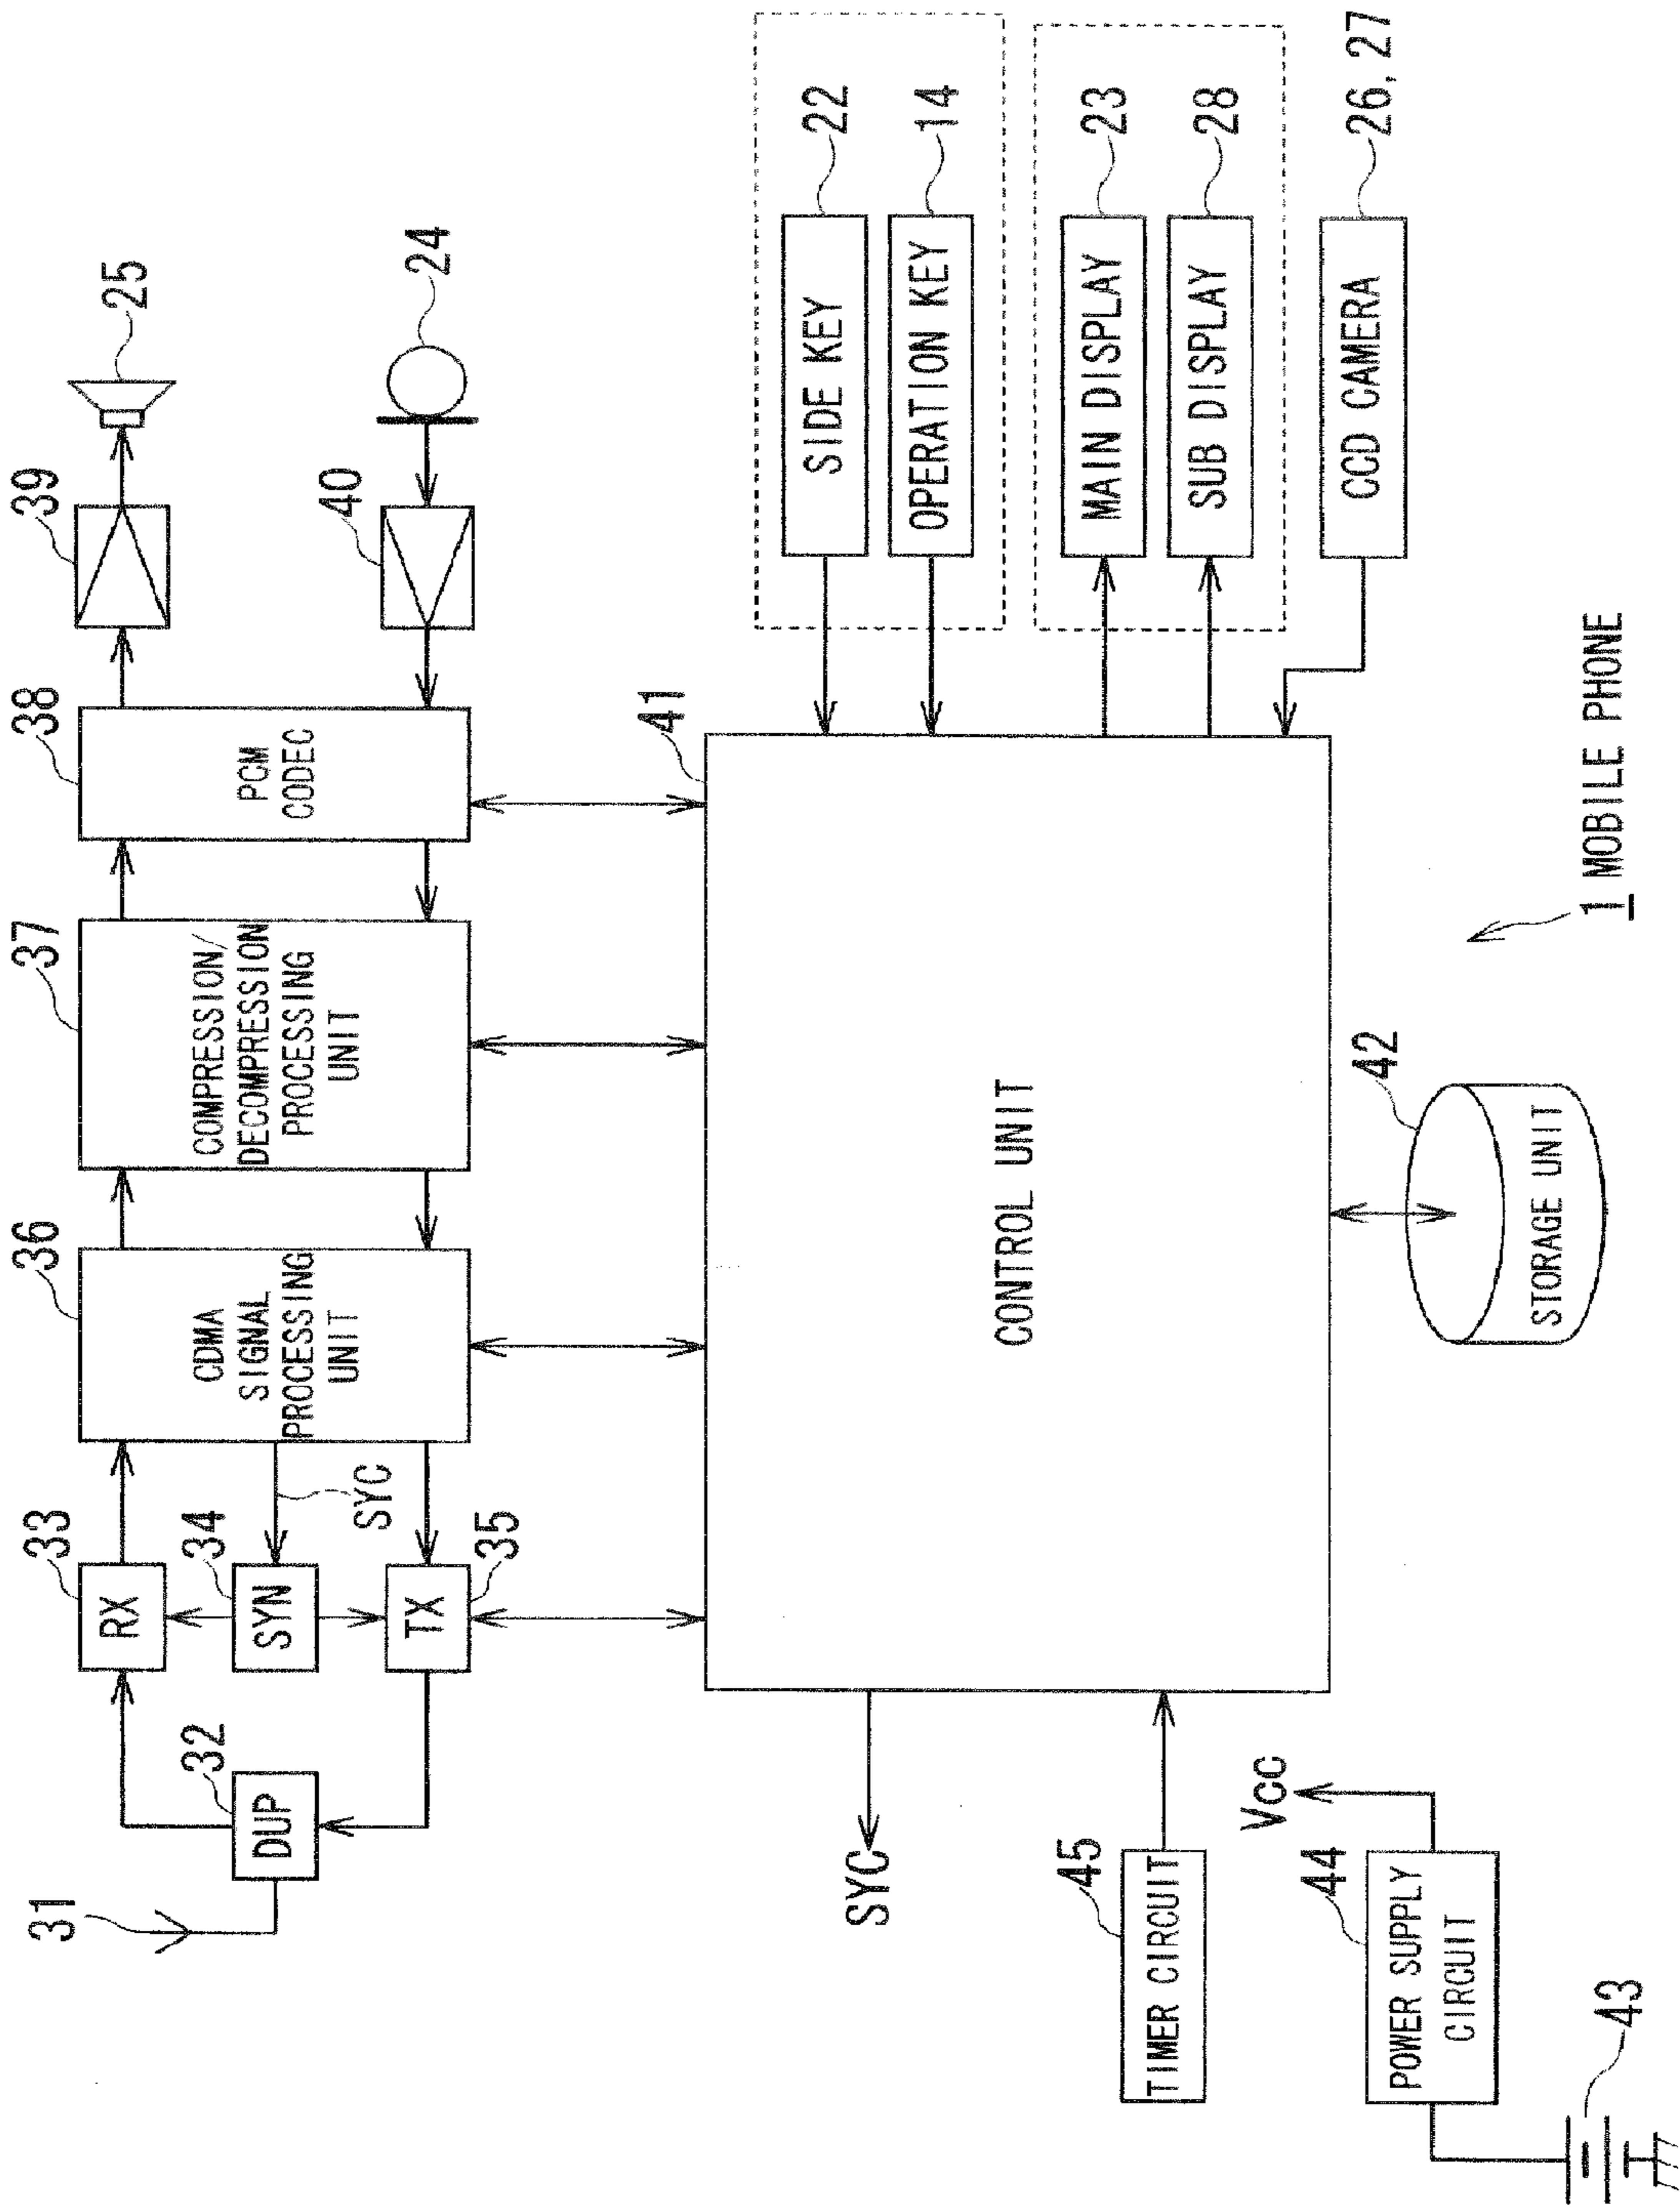 31
32
DUP
33
RX
34
SYN
35
TX
SYC
36
CDMA
SIGNAL
PROCESSING
UNIT
37
COMPRESSION/
DECOMPRESSION
PROCESSING
UNIT
38
PCM
CODEC
39
40
25
24
41
CONTROL UNIT
SYC
45
TIMER CIRCUIT
Vcc
44
POWER SUPPLY
CIRCUIT
43
42
STORAGE UNIT
SIDE KEY
22
OPERATION KEY
14
MAIN DISPLAY
23
SUB DISPLAY
28
CCD CAMERA
26, 27
1 MOBILE PHONE